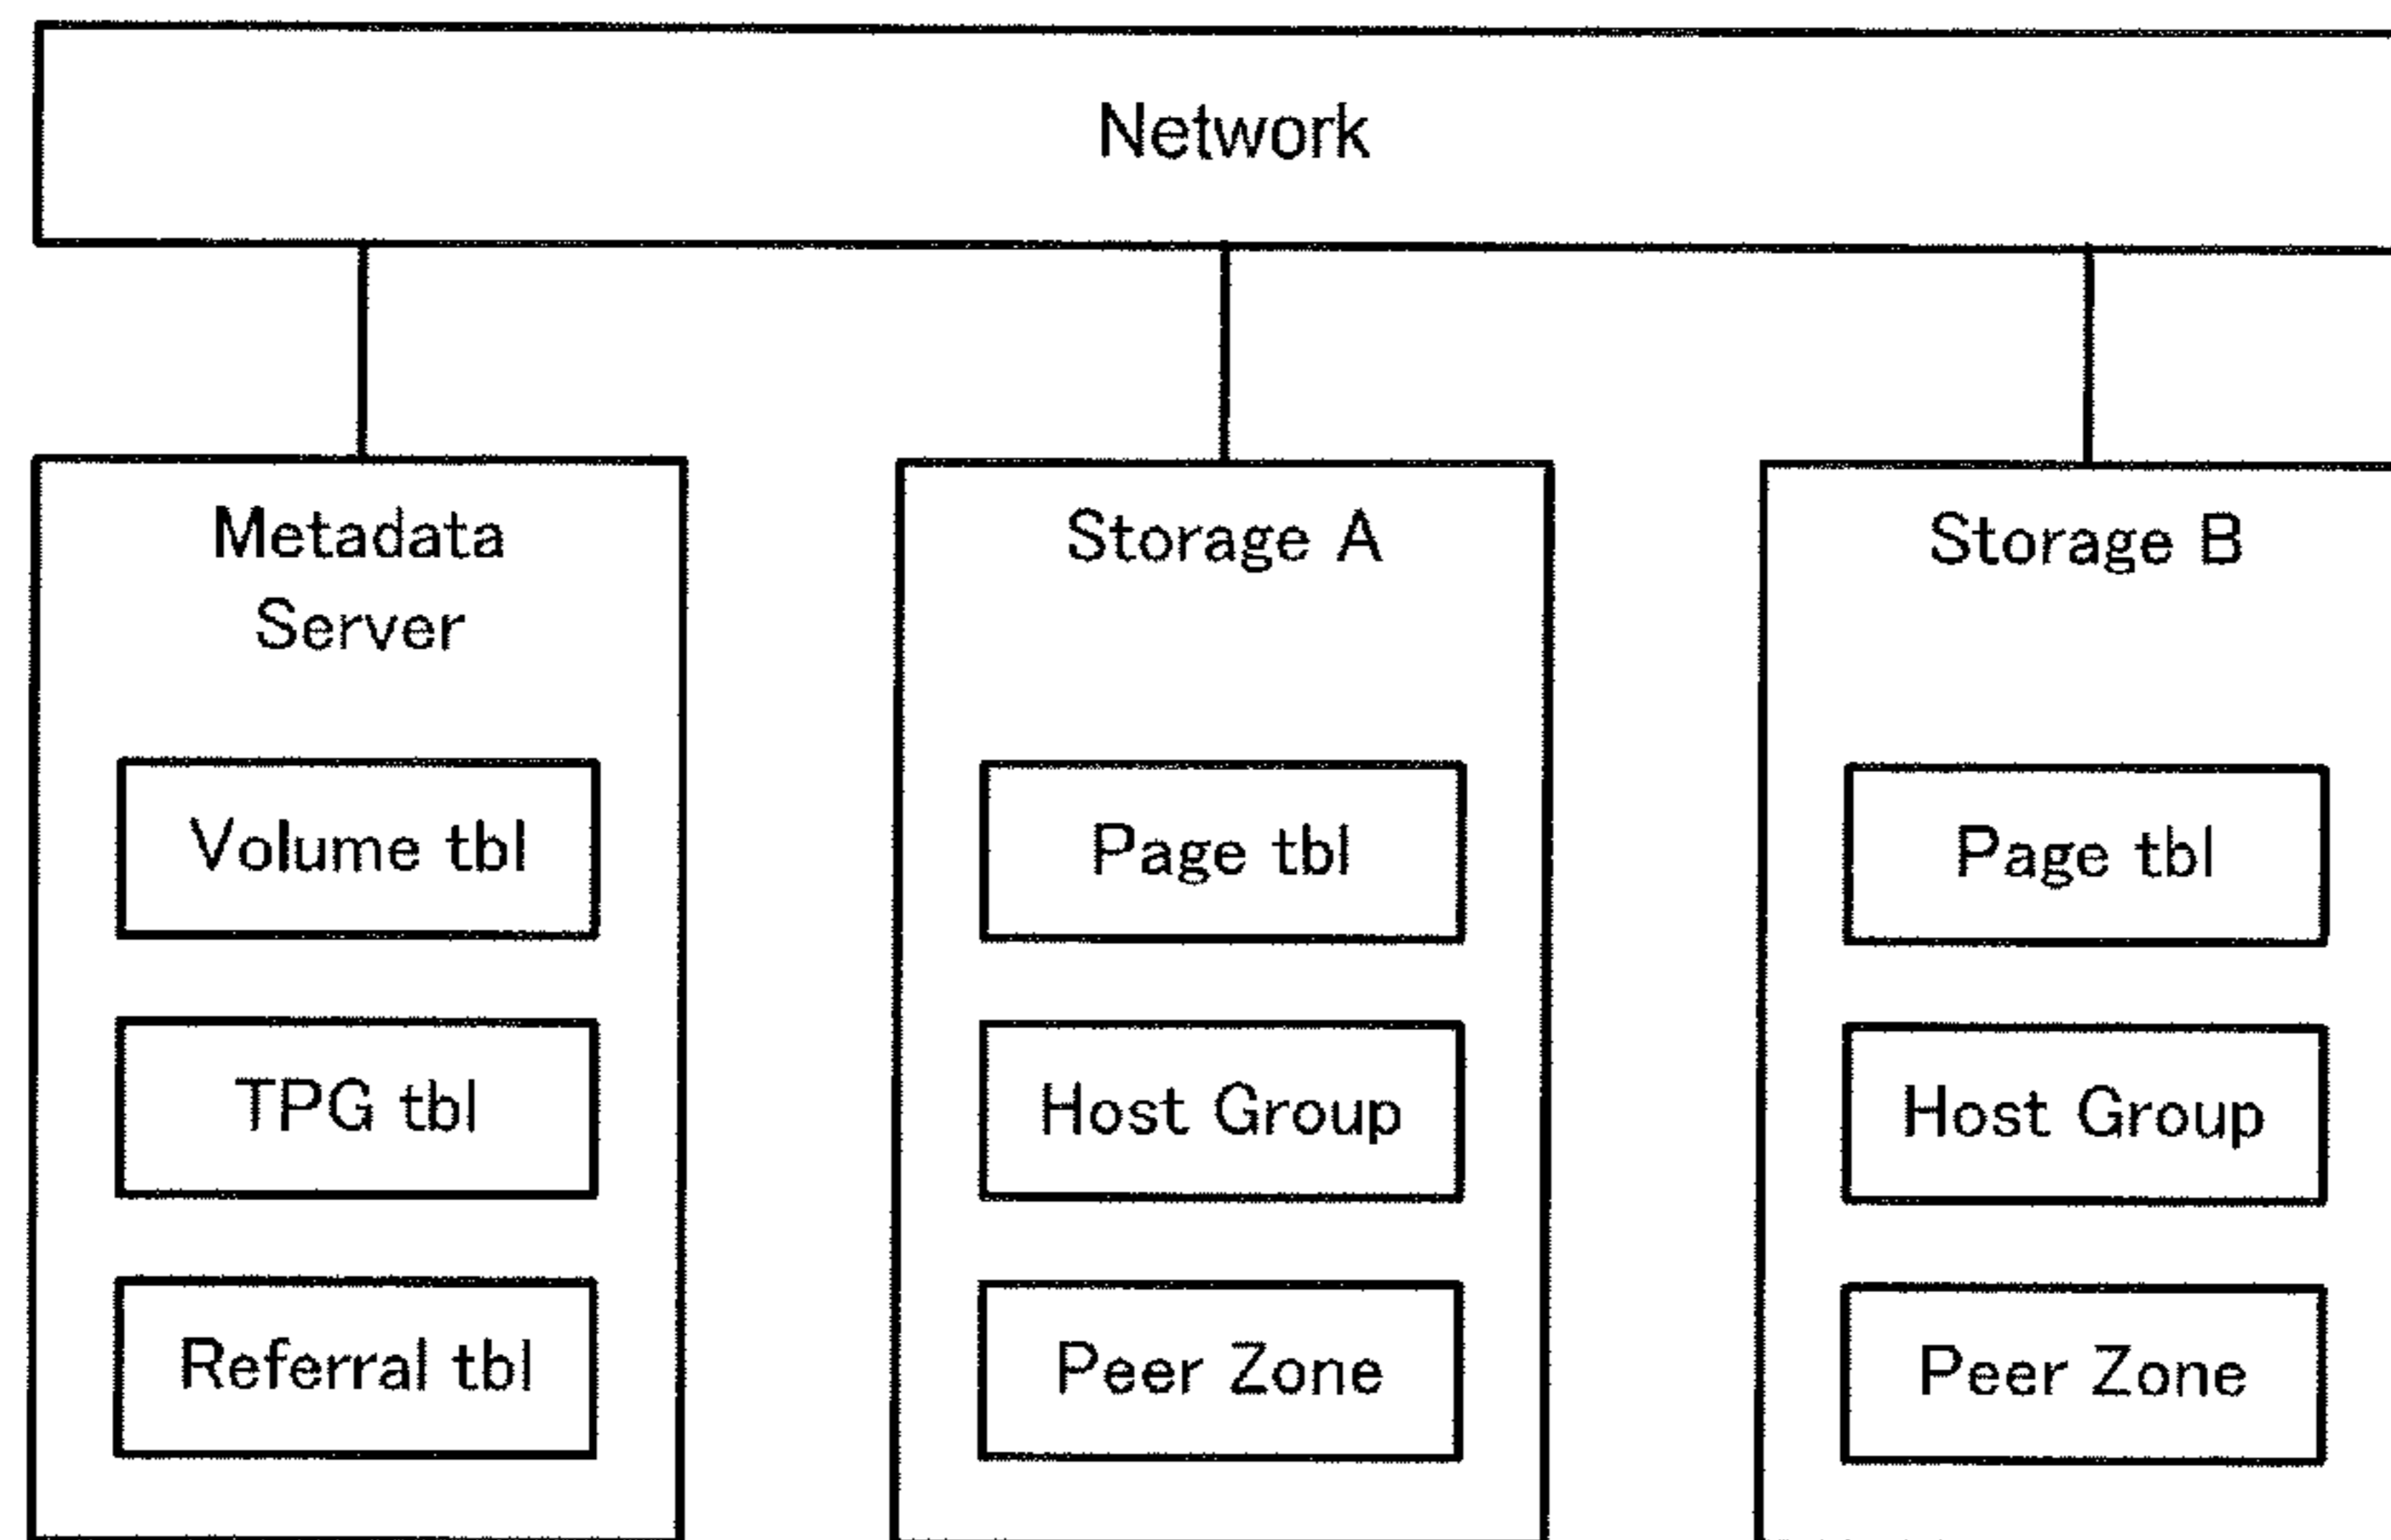 Network
Metadata
Server
Volume tbl
TPG tbl
Referral tbl
Storage A
Page tbl
Host Group
Peer Zone
Storage B
Page tbl
Host Group
Peer Zone